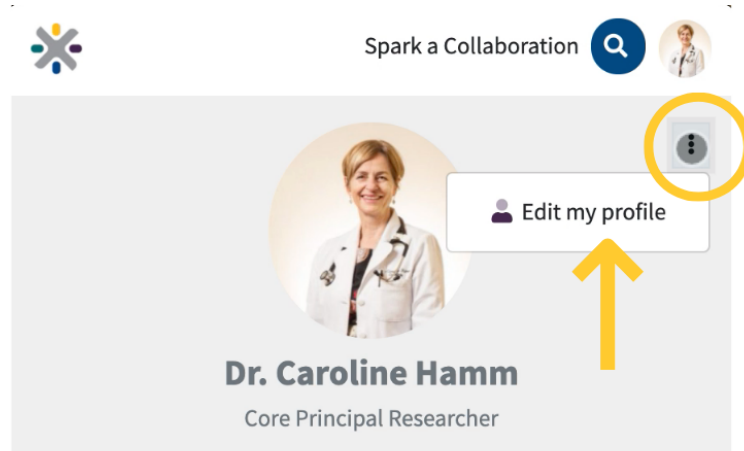 Spark a Collaboration
Edit my profile
Dr. Caroline Hamm
Core Principal Researcher